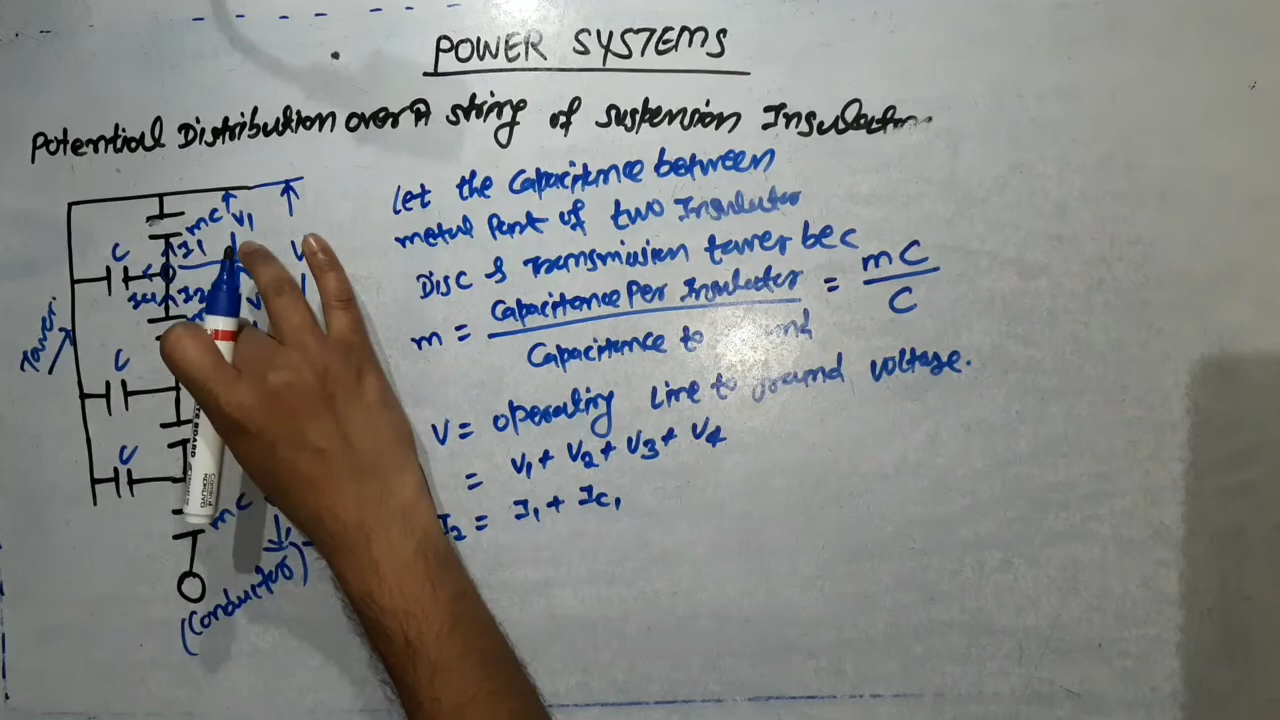 POWER SYSTEMS
Potential Distribution over A string of suspension
Let the Capacitance between
metal Part of two Insulator
Disc & Transmission tower be C
m = Capacitance Per Insulator / Capacitance to = mC / C
V = operating Line to ground voltage.
= V1 + V2 + V3 + V4
I2 = I1 + Ic1
mC
V1
V
C
I1
I2
Tower.
C
C
mC
(Conductor)